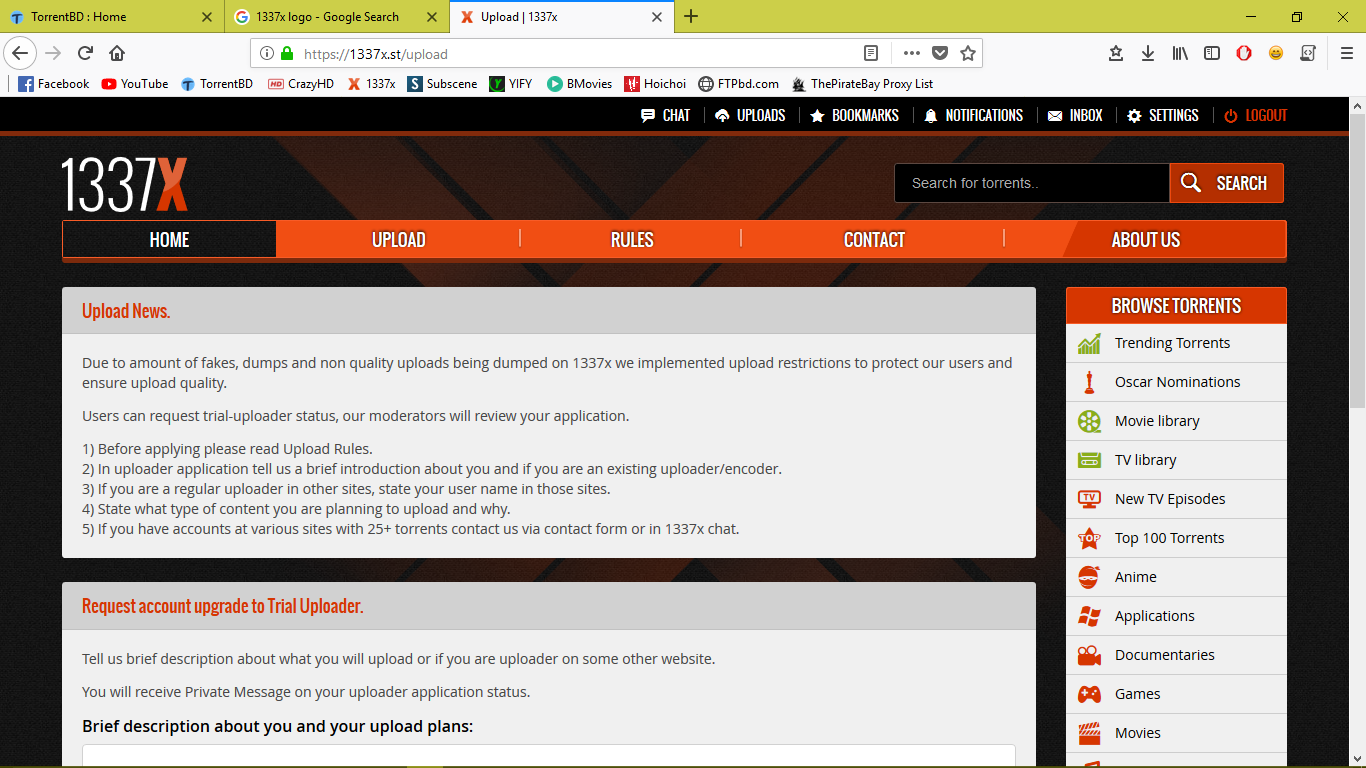 TorrentBD : Home
1337x logo - Google Search
Upload | 1337x
https://1337x.st/upload
Facebook YouTube TorrentBD CrazyHD 1337x Subscene YIFY BMovies Hoichoi FTPbd.com ThePirateBay Proxy List
CHAT UPLOADS BOOKMARKS NOTIFICATIONS INBOX SETTINGS LOGOUT
1337X
Search for torrents..
SEARCH
HOME UPLOAD RULES CONTACT ABOUT US
Upload News.
Due to amount of fakes, dumps and non quality uploads being dumped on 1337x we implemented upload restrictions to protect our users and
ensure upload quality.
Users can request trial-uploader status, our moderators will review your application.
1) Before applying please read Upload Rules.
2) In uploader application tell us a brief introduction about you and if you are an existing uploader/encoder.
3) If you are a regular uploader in other sites, state your user name in those sites.
4) State what type of content you are planning to upload and why.
5) If you have accounts at various sites with 25+ torrents contact us via contact form or in 1337x chat.
Request account upgrade to Trial Uploader.
Tell us brief description about what you will upload or if you are uploader on some other website.
You will receive Private Message on your uploader application status.
Brief description about you and your upload plans:
BROWSE TORRENTS
Trending Torrents
Oscar Nominations
Movie library
TV library
TV
New TV Episodes
TOP
Top 100 Torrents
Anime
Applications
Documentaries
Games
Movies